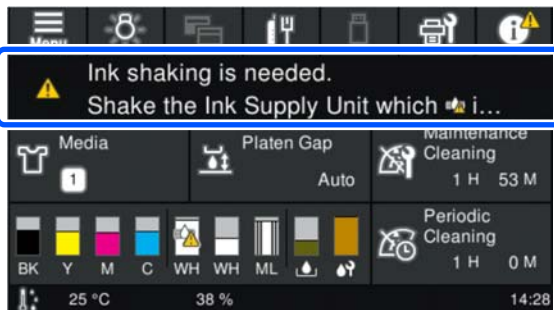 Menu
Ink shaking is needed.
Shake the Ink Supply Unit which i...
Media
1
Platen Gap
Auto
Maintenance
Cleaning
1 H 53 M
Periodic
Cleaning
1 H 0 M
BK Y M C WH WH ML
25 °C 38 % 14:28